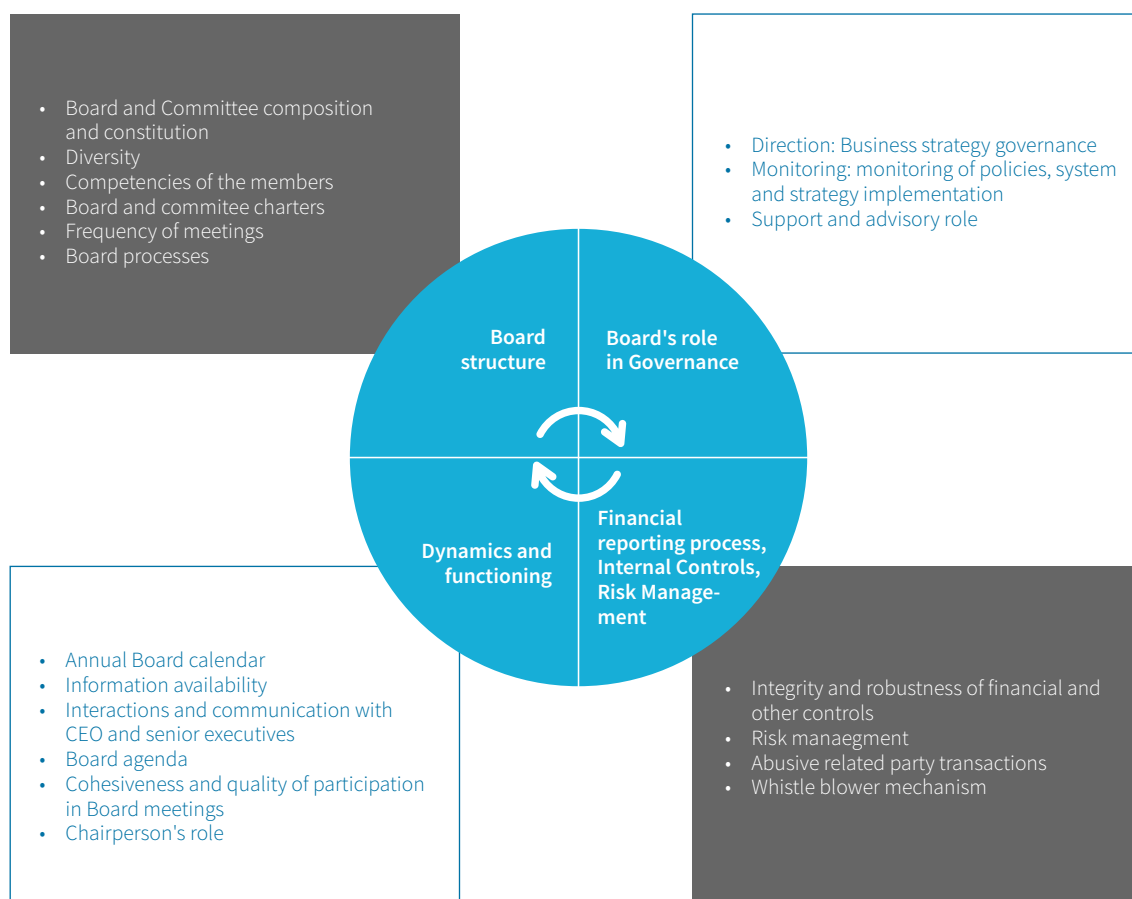 • Board and Committee composition
and constitution
• Diversity
• Competencies of the members
• Board and commitee charters
• Frequency of meetings
• Board processes
• Direction: Business strategy governance
• Monitoring: monitoring of policies, system
and strategy implementation
• Support and advisory role
Board
structure
Board's role
in Governance
Dynamics and
functioning
Financial
reporting process,
Internal Controls,
Risk Manage-
ment
• Annual Board calendar
• Information availability
• Interactions and communication with
CEO and senior executives
• Board agenda
• Cohesiveness and quality of participation
in Board meetings
• Chairperson's role
• Integrity and robustness of financial and
other controls
• Risk manaegment
• Abusive related party transactions
• Whistle blower mechanism